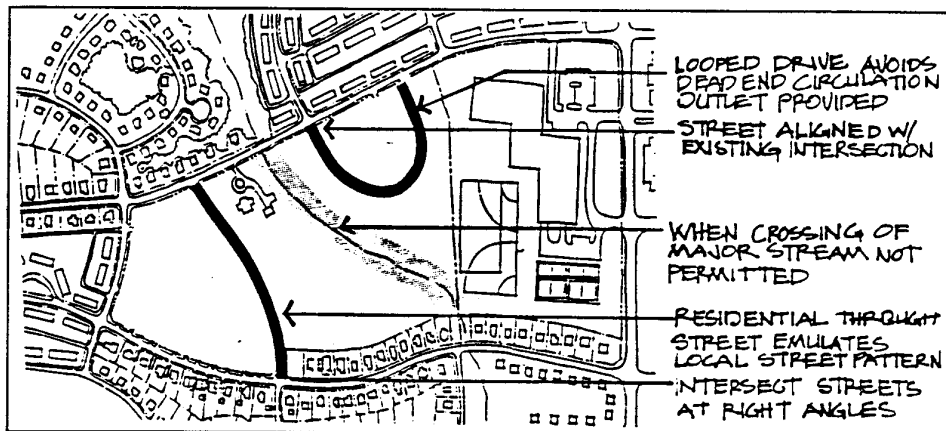 LOOPED DRIVE AVOIDS
DEAD END CIRCULATION
OUTLET PROVIDED
STREET ALIGNED W/
EXISTING INTERSECTION
WHEN CROSSING OF
MAJOR STREAM NOT
PERMITTED
RESIDENTIAL THROUGH
STREET EMULATES
LOCAL STREET PATTERN
INTERSECT STREETS
AT RIGHT ANGLES